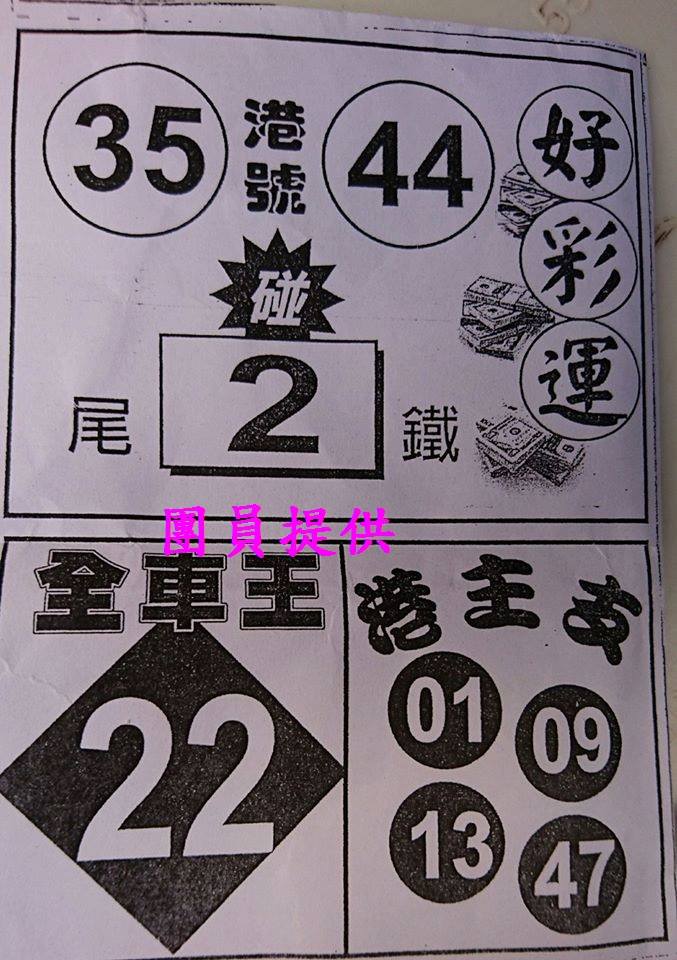 35 港號 44
好彩運
碰
尾 2 鐵
團員提供
全車王
22
港主支
01
09
13
47